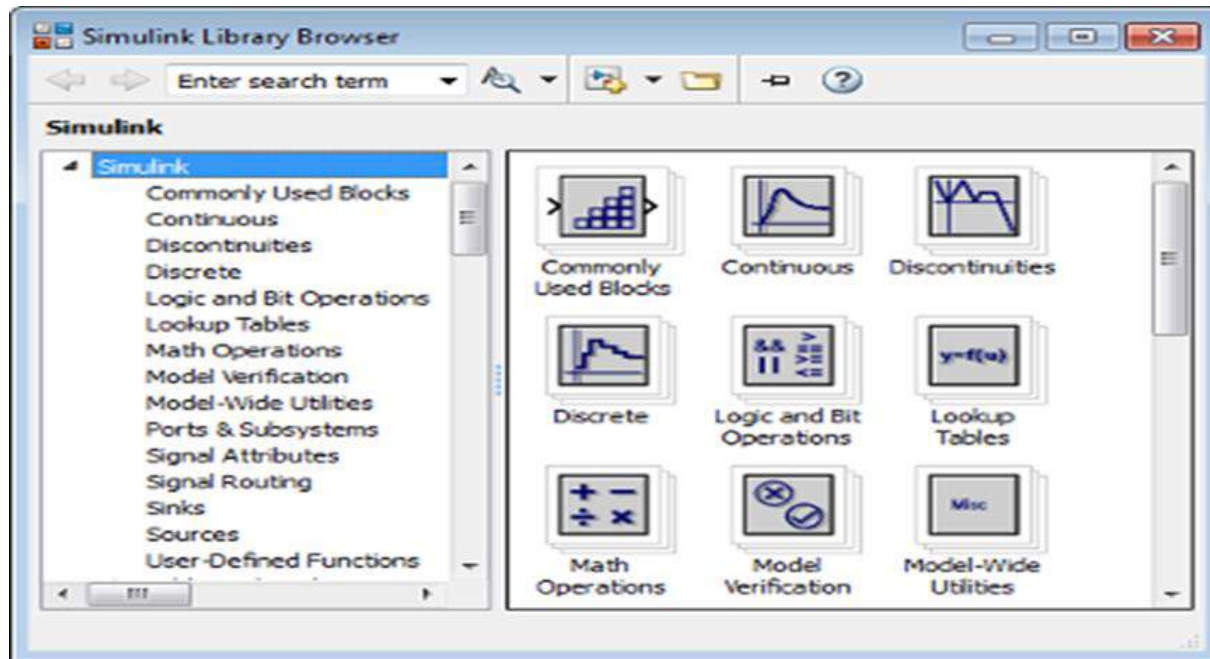 Simulink Library Browser
Enter search term
Simulink
Simulink
Commonly Used Blocks
Continuous
Discontinuities
Discrete
Logic and Bit Operations
Lookup Tables
Math Operations
Model Verification
Model-Wide Utilities
Ports & Subsystems
Signal Attributes
Signal Routing
Sinks
Sources
User-Defined Functions
Commonly
Used Blocks
Continuous
Discontinuities
&& >
|| >=
<=
y=f(u)
Discrete
Logic and Bit
Operations
Lookup
Tables
+ −
÷ ×
Misc
Math
Operations
Model
Verification
Model-Wide
Utilities